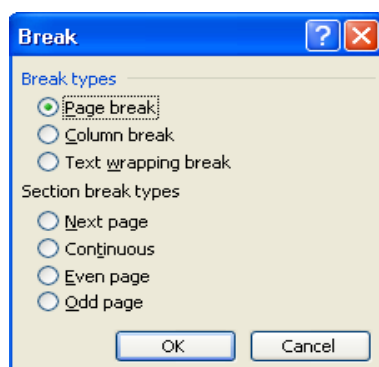 Break
Break types
Page break
Column break
Text wrapping break
Section break types
Next page
Continuous
Even page
Odd page
OK Cancel